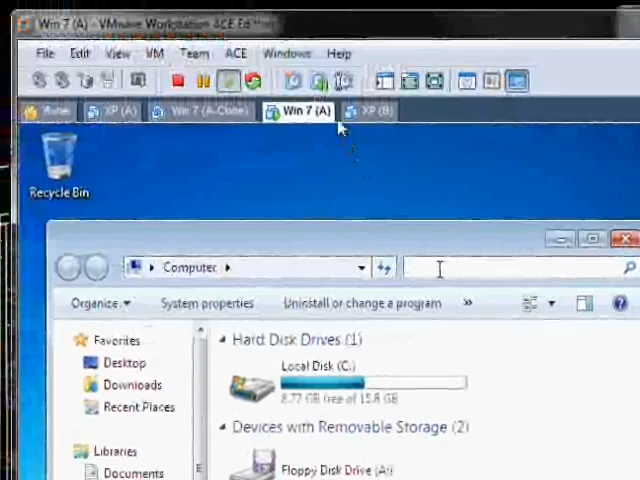 Win 7 (A) - VMware Workstation ACE Edition
File Edit View VM Team ACE Windows Help
Home XP (A) Win 7 (A-Clone) Win 7 (A) XP (B)
Recycle Bin
Computer
Organize System properties Uninstall or change a program »
Favorites
Desktop
Downloads
Recent Places
Libraries
Documents
Hard Disk Drives (1)
Local Disk (C:)
8.77 GB free of 15.8 GB
Devices with Removable Storage (2)
Floppy Disk Drive (A:)